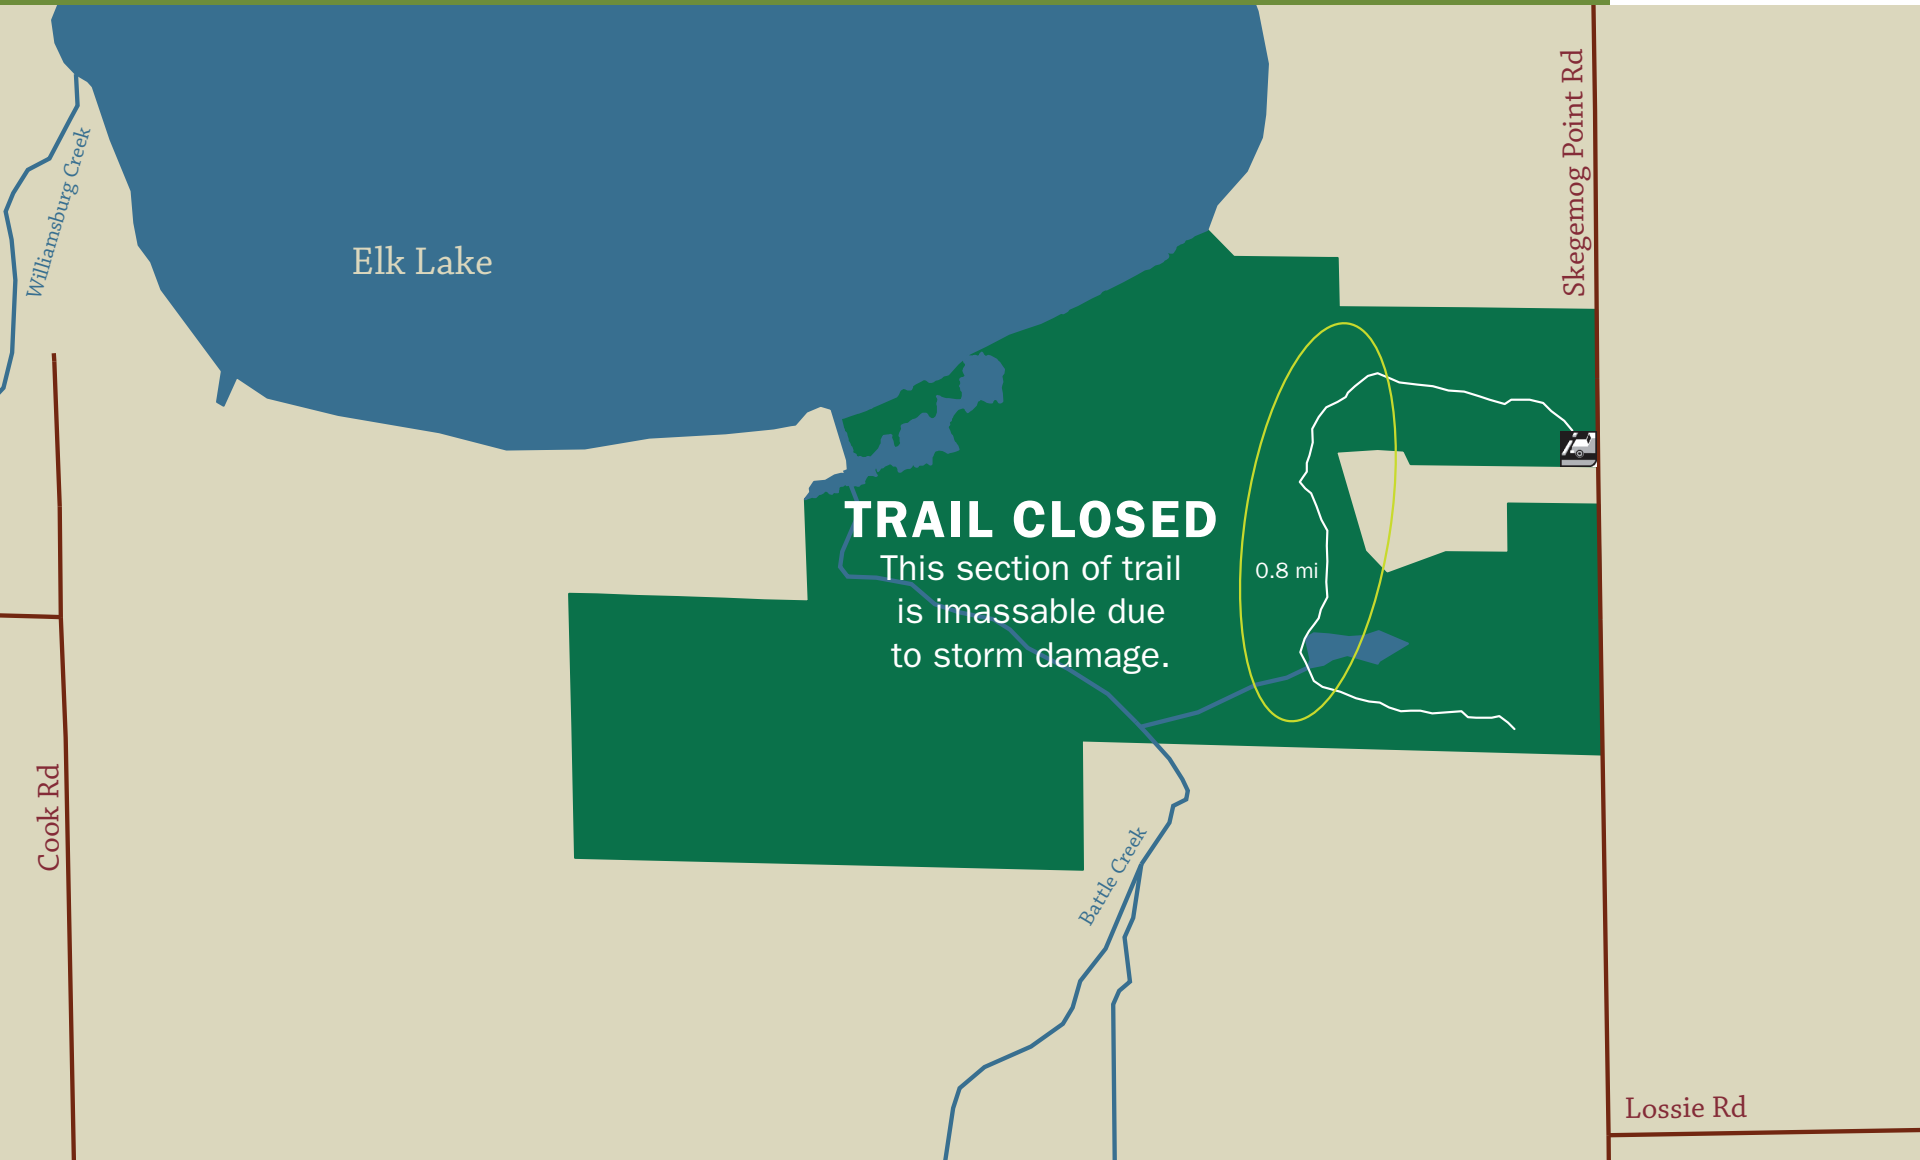 Skegemog Point Rd
Williamsburg Creek
Elk Lake
TRAIL CLOSED
This section of trail
is imassable due
to storm damage.
0.8 mi
Cook Rd
Battle Creek
Lossie Rd